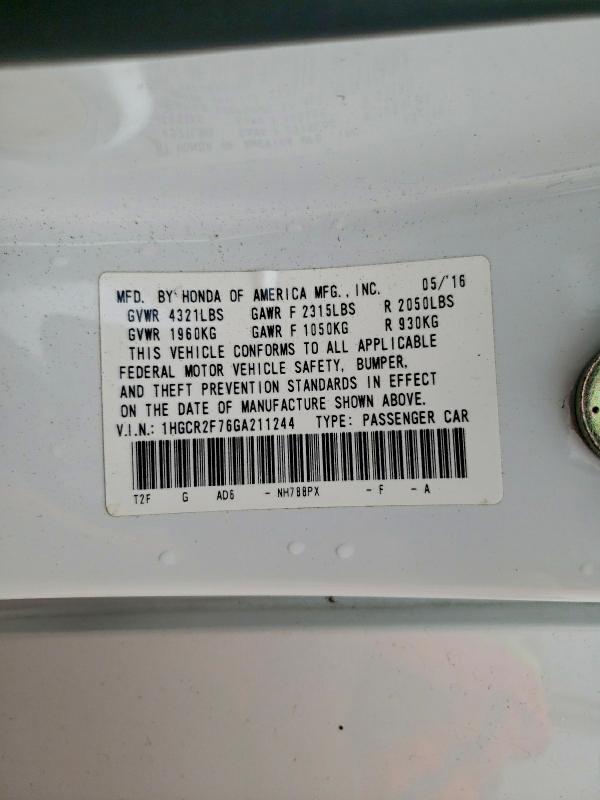 MFD. BY HONDA OF AMERICA MFG., INC. 05/16
GVWR 4321LBS GAWR F 2315LBS R 2050LBS
GVWR 1960KG GAWR F 1050KG R 930KG
THIS VEHICLE CONFORMS TO ALL APPLICABLE
FEDERAL MOTOR VEHICLE SAFETY, BUMPER,
AND THEFT PREVENTION STANDARDS IN EFFECT
ON THE DATE OF MANUFACTURE SHOWN ABOVE.
V.I.N.: 1HGCR2F76GA211244 TYPE: PASSENGER CAR
T2F G AD6 - NH788PX - F - A